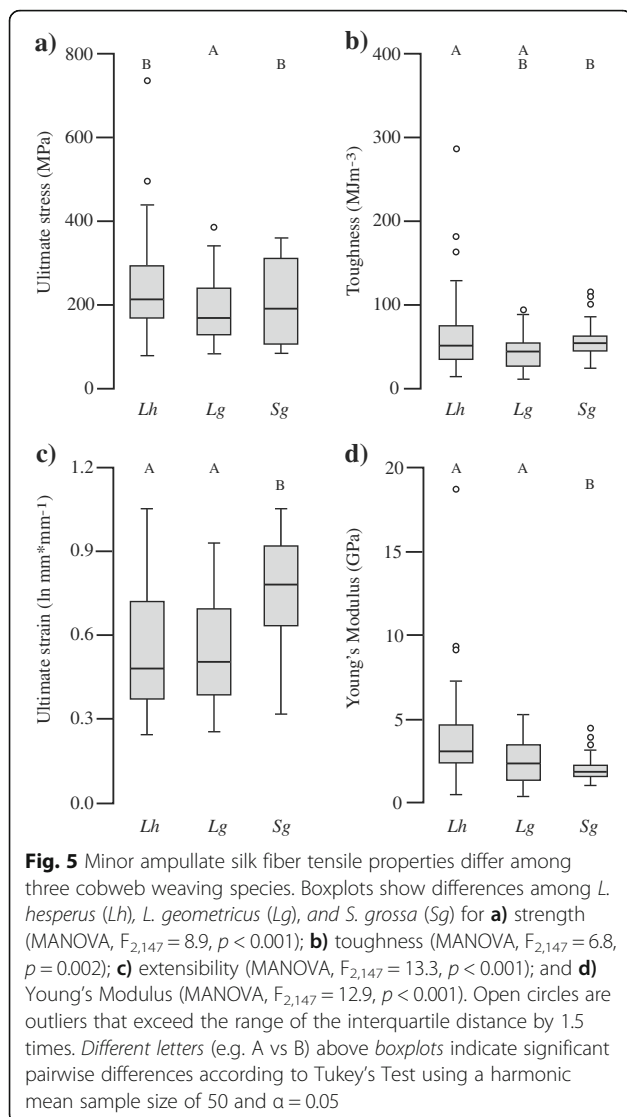 a)
b)
800
600
400
200
0
Ulitmate stress (MPa)
B
A
B
Lh
Lg
Sg
400
300
200
100
0
Toughness (MJm-3)
A
A
B
B
Lh
Lg
Sg
c)
d)
1.2
0.9
0.6
0.3
0.0
Ultimate strain (ln mm*mm-1)
A
A
B
Lh
Lg
Sg
20
15
10
5
0
Young's Modulus (GPa)
A
A
B
Lh
Lg
Sg
Fig. 5 Minor ampullate silk fiber tensile properties differ among
three cobweb weaving species. Boxplots show differences among L.
hesperus (Lh), L. geometricus (Lg), and S. grossa (Sg) for a) strength
(MANOVA, F2,147 = 8.9, p < 0.001); b) toughness (MANOVA, F2,147 = 6.8,
p = 0.002); c) extensibility (MANOVA, F2,147 = 13.3, p < 0.001); and d)
Young's Modulus (MANOVA, F2,147 = 12.9, p < 0.001). Open circles are
outliers that exceed the range of the interquartile distance by 1.5
times. Different letters (e.g. A vs B) above boxplots indicate significant
pairwise differences according to Tukey's Test using a harmonic
mean sample size of 50 and α = 0.05